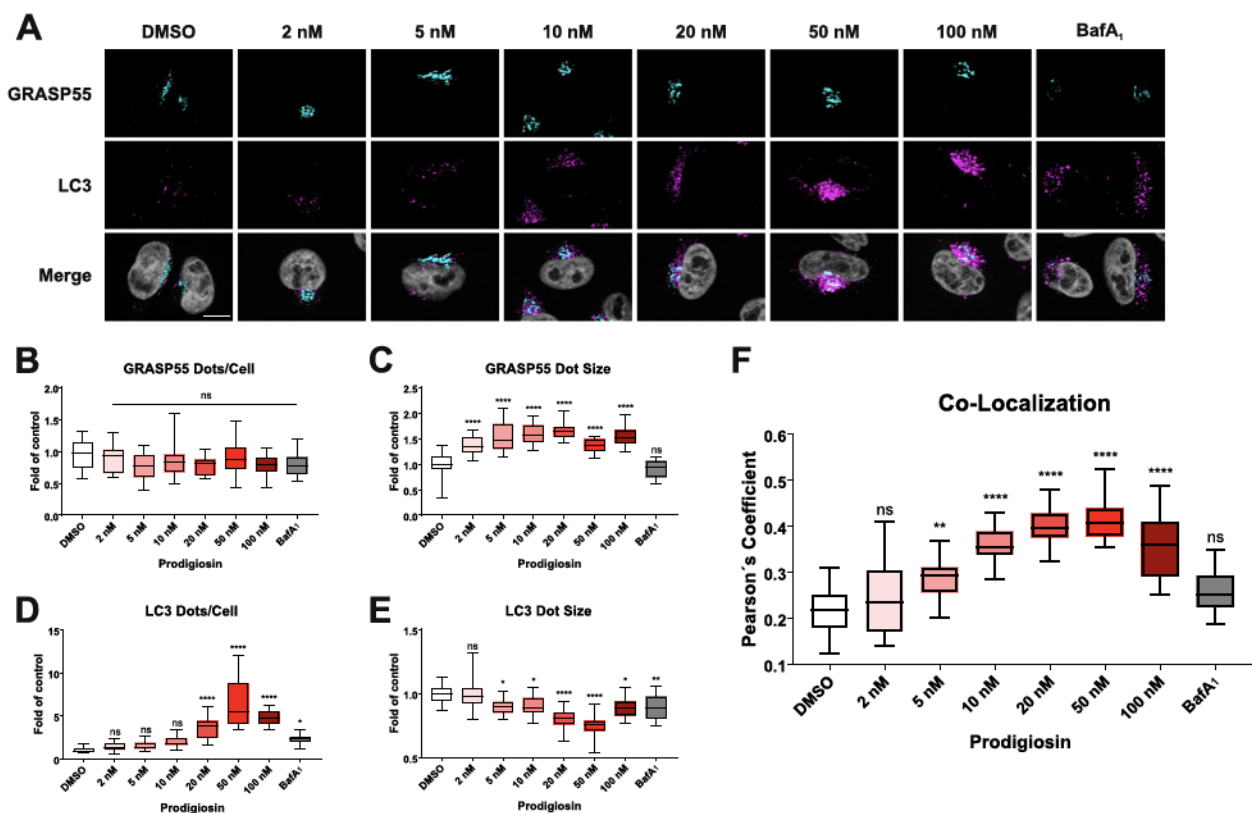 A
DMSO 2 nM 5 nM 10 nM 20 nM 50 nM 100 nM BafA₁
GRASP55
LC3
Merge
B
GRASP55 Dots/Cell
Fold of control
2.0
1.5
1.0
0.5
0.0
ns
DMSO 2 nM 5 nM 10 nM 20 nM 50 nM 100 nM BafA₁
Prodigiosin
C
GRASP55 Dot Size
Fold of control
2.5
2.0
1.5
1.0
0.5
0.0
**** **** **** **** **** **** ns
DMSO 2 nM 5 nM 10 nM 20 nM 50 nM 100 nM BafA₁
Prodigiosin
D
LC3 Dots/Cell
Fold of control
15
10
5
0
ns ns ns **** **** **** *
DMSO 2 nM 5 nM 10 nM 20 nM 50 nM 100 nM BafA₁
Prodigiosin
E
LC3 Dot Size
Fold of control
1.5
1.0
0.5
ns * * **** **** * **
DMSO 2 nM 5 nM 10 nM 20 nM 50 nM 100 nM BafA₁
Prodigiosin
F
Co-Localization
Pearson´s Coefficient
0.6
0.5
0.4
0.3
0.2
0.1
ns ** **** **** **** **** ns
DMSO 2 nM 5 nM 10 nM 20 nM 50 nM 100 nM BafA₁
Prodigiosin